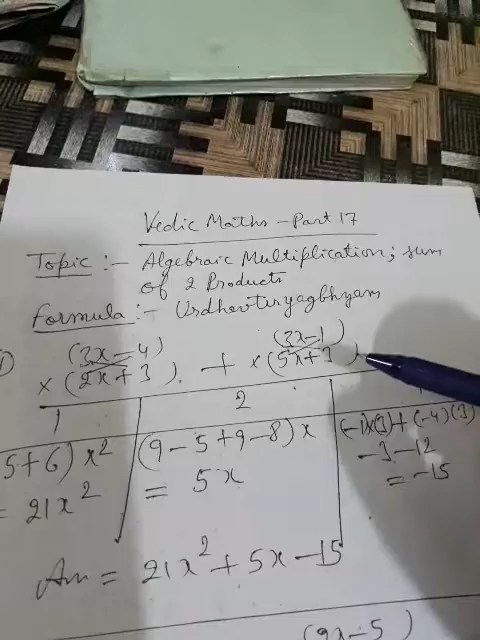 Vedic Maths - Part 17
Topic :- Algebraic Multiplication; sum
of 2 Products
Formula :- Urdhevtiryagbhyam
(3x-4) (3x-1)
×(2x+3). + ×(5x+3)
1 2
5+6)x² (9-5+9-8)x (-1)x(3)+(-4)(3)
= 21x² = 5x -3-12
= -15
Ans = 21x²+5x-15
(9x-5)